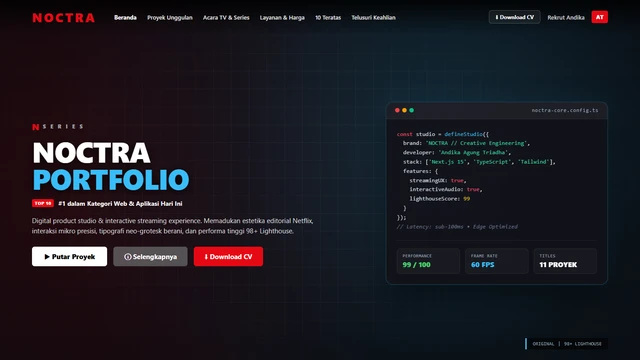 NOCTRA
Beranda
Proyek Unggulan
Acara TV & Series
Layanan & Harga
10 Teratas
Telusuri Keahlian
⬇ Download CV
Rekrut Andika
AT
N SERIES
NOCTRA
PORTFOLIO
TOP 10 #1 dalam Kategori Web & Aplikasi Hari Ini
Digital product studio & interactive streaming experience. Memadukan estetika editorial Netflix,
interaksi mikro presisi, tipografi neo-grotesk berani, dan performa tinggi 98+ Lighthouse.
▶ Putar Proyek
ⓘ Selengkapnya
⬇ Download CV
noctra-core.config.ts
const studio = defineStudio({
brand: 'NOCTRA // Creative Engineering',
developer: 'Andika Agung Triadha',
stack: ['Next.js 15', 'TypeScript', 'Tailwind'],
features: {
streamingUX: true,
interactiveAudio: true,
lighthouseScore: 99
}
});
// Latency: sub-100ms • Edge Optimized
PERFORMANCE
99 / 100
FRAME RATE
60 FPS
TITLES
11 PROYEK
ORIGINAL | 98+ LIGHTHOUSE